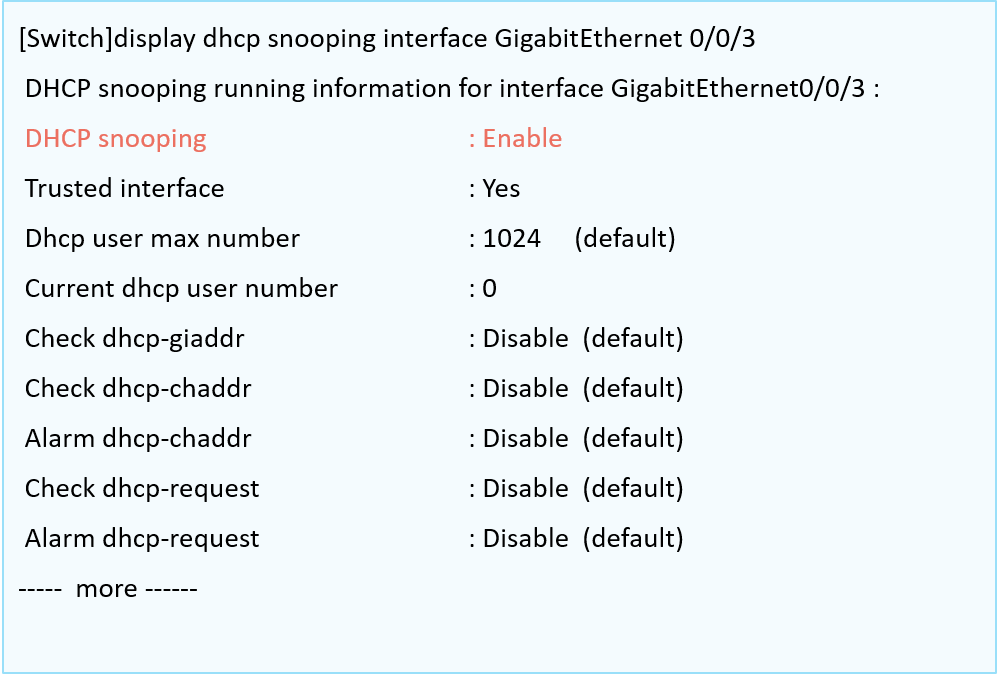 [Switch]display dhcp snooping interface GigabitEthernet 0/0/3
DHCP snooping running information for interface GigabitEthernet0/0/3 :
DHCP snooping : Enable
Trusted interface : Yes
Dhcp user max number : 1024 (default)
Current dhcp user number : 0
Check dhcp-giaddr : Disable (default)
Check dhcp-chaddr : Disable (default)
Alarm dhcp-chaddr : Disable (default)
Check dhcp-request : Disable (default)
Alarm dhcp-request : Disable (default)
----- more ------